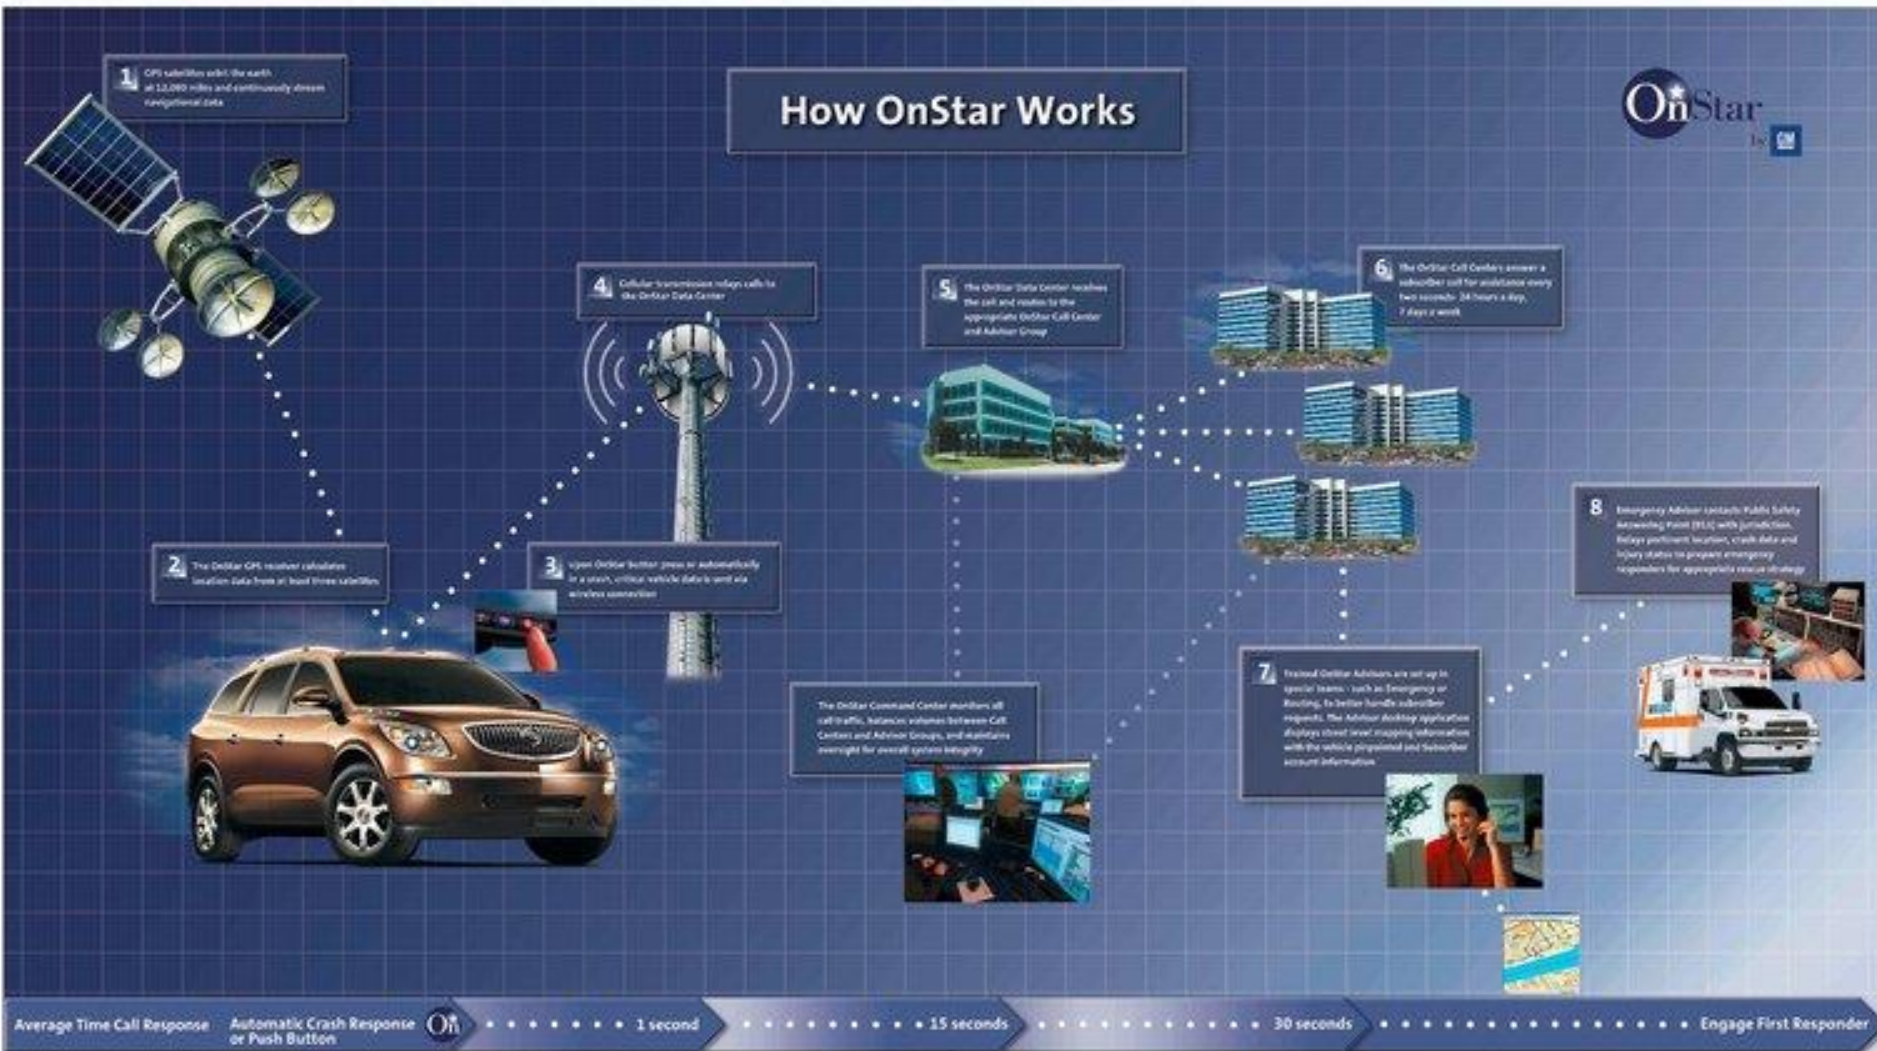 How OnStar Works
OnStar
by GM
1 GPS satellites orbit the earth
at 12,000 miles and continuously stream
navigational data
2 The OnStar GPS receiver calculates
location data from at least three satellites
3 Upon OnStar button press or automatically
in a crash, critical vehicle data is sent via
wireless connection
4 Cellular transmission relays calls to
the OnStar Data Center
5 The OnStar Data Center receives
the call and routes to the
appropriate OnStar Call Center
and Advisor Group
6 The OnStar Call Centers answer a
subscriber call for assistance every
two seconds- 24 hours a day,
7 days a week
The OnStar Command Center monitors all
call traffic, balances volumes between Call
Centers and Advisor Groups, and maintains
oversight for overall system integrity
7 Trained OnStar Advisors are set up in
special teams - such as Emergency or
Routing, to better handle subscriber
requests. The Advisor desktop application
displays street level mapping information
with the vehicle pinpointed and Subscriber
account information
8 Emergency Advisor contacts Public Safety
Answering Point (911) with jurisdiction.
Relays pertinent location, crash data and
injury status to prepare emergency
responders for appropriate rescue strategy
Average Time Call Response
Automatic Crash Response
or Push Button
On
1 second
15 seconds
30 seconds
Engage First Responder